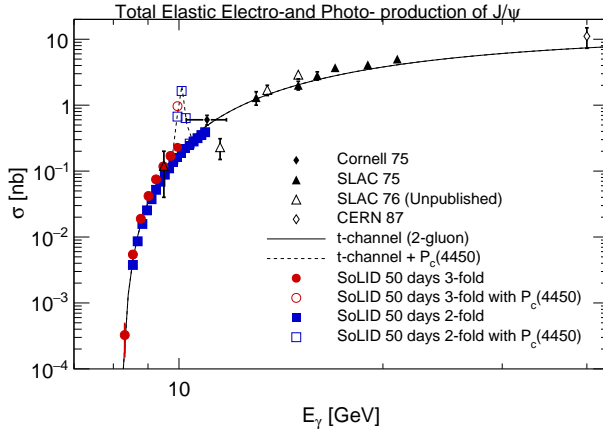 Total Elastic Electro-and Photo- production of J/ψ
σ [nb]
10
1
10⁻¹
10⁻²
10⁻³
10⁻⁴
Cornell 75
SLAC 75
SLAC 76 (Unpublished)
CERN 87
t-channel (2-gluon)
t-channel + P_c(4450)
SoLID 50 days 3-fold
SoLID 50 days 3-fold with P_c(4450)
SoLID 50 days 2-fold
SoLID 50 days 2-fold with P_c(4450)
10
E_γ [GeV]